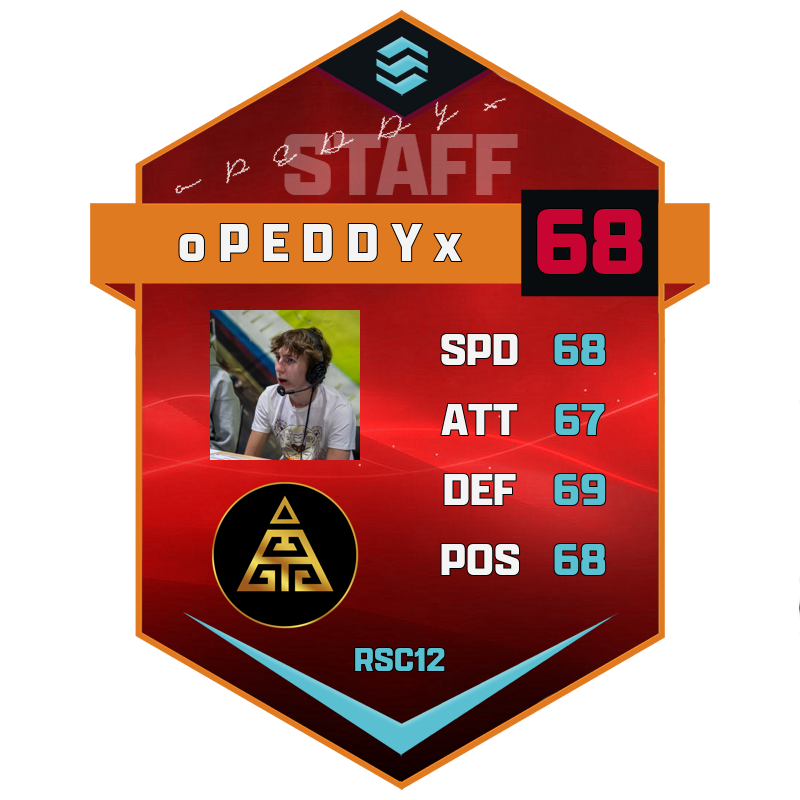 oPEDDYx
STAFF
oPEDDYx 68
SPD 68
ATT 67
DEF 69
POS 68
RSC12